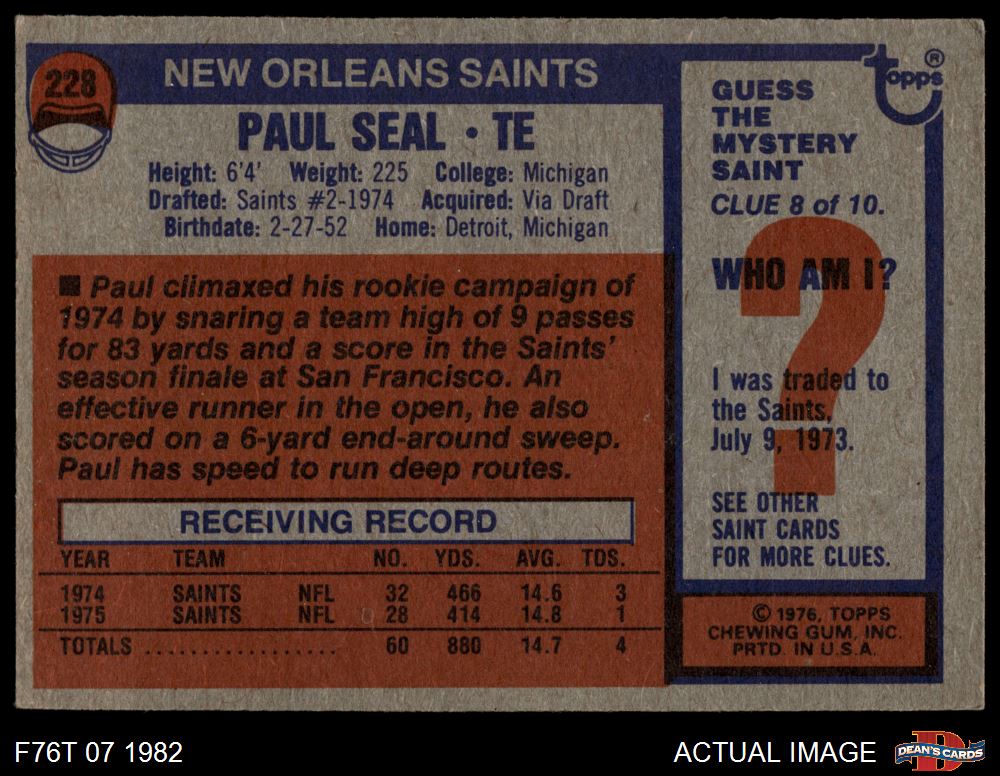 228
NEW ORLEANS SAINTS
PAUL SEAL • TE
Height: 6'4' Weight: 225 College: Michigan
Drafted: Saints #2-1974 Acquired: Via Draft
Birthdate: 2-27-52 Home: Detroit, Michigan
■ Paul climaxed his rookie campaign of
1974 by snaring a team high of 9 passes
for 83 yards and a score in the Saints'
season finale at San Francisco. An
effective runner in the open, he also
scored on a 6-yard end-around sweep.
Paul has speed to run deep routes.
RECEIVING RECORD
YEAR TEAM NO. YDS. AVG. TDS.
1974 SAINTS NFL 32 466 14.6 3
1975 SAINTS NFL 28 414 14.8 1
TOTALS ................. 60 880 14.7 4
topps ®
GUESS
THE
MYSTERY
SAINT
CLUE 8 of 10.
?
WHO AM I?
I was traded to
the Saints,
July 9, 1973.
SEE OTHER
SAINT CARDS
FOR MORE CLUES.
© 1976, TOPPS
CHEWING GUM, INC.
PRTD. IN U.S.A.
F76T 07 1982
ACTUAL IMAGE
D
DEAN'S CARDS